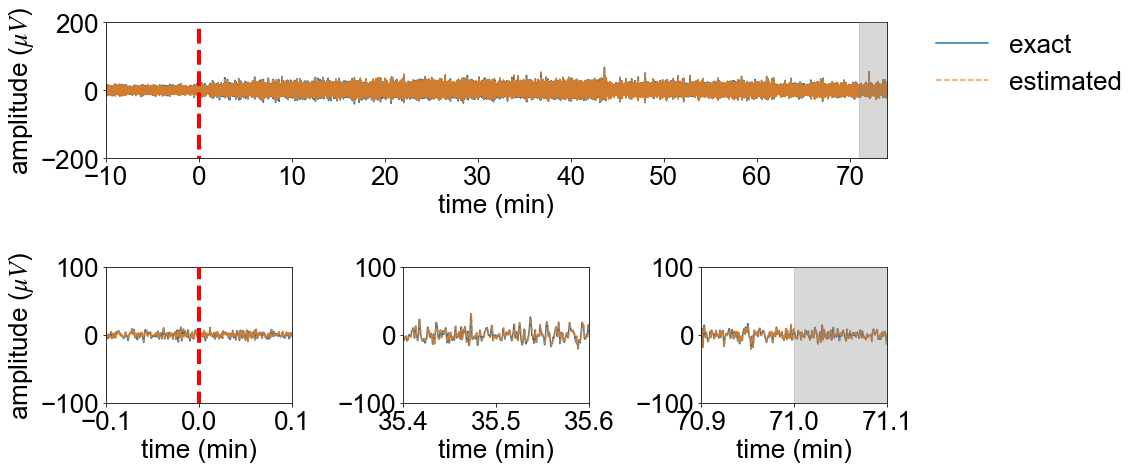 amplitude (μV)
200
0
−200
−10 0 10 20 30 40 50 60 70
time (min)
exact
estimated
amplitude (μV)
100
0
−100
−0.1 0.0 0.1
time (min)
100
0
−100
35.4 35.5 35.6
time (min)
100
0
−100
70.9 71.0 71.1
time (min)